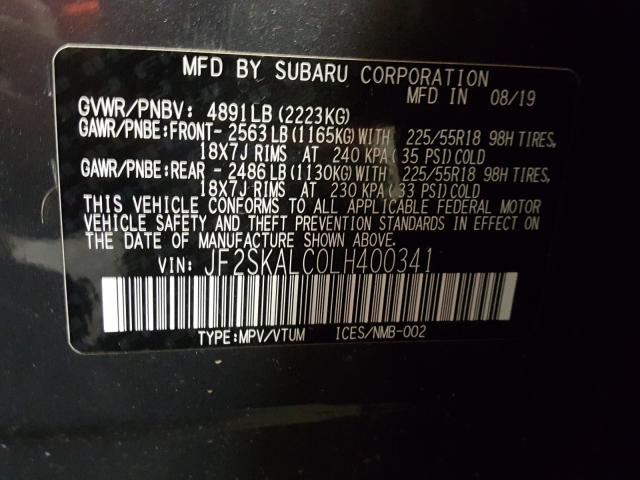 MFD BY SUBARU CORPORATION
MFD IN 08/19
GVWR/PNBV: 4891LB (2223KG)
GAWR/PNBE:FRONT- 2563LB (1165KG) WITH 225/55R18 98H TIRES,
18X7J RIMS AT 240 KPA (35 PSI) COLD
GAWR/PNBE:REAR - 2486LB (1130KG) WITH 225/55R18 98H TIRES,
18X7J RIMS AT 230 KPA (33 PSI) COLD
THIS VEHICLE CONFORMS TO ALL APPLICABLE FEDERAL MOTOR
VEHICLE SAFETY AND THEFT PREVENTION STANDARDS IN EFFECT ON
THE DATE OF MANUFACTURE SHOWN ABOVE.
VIN: JF2SKALC0LH400341
TYPE:MPV/VTUM ICES/NMB-002